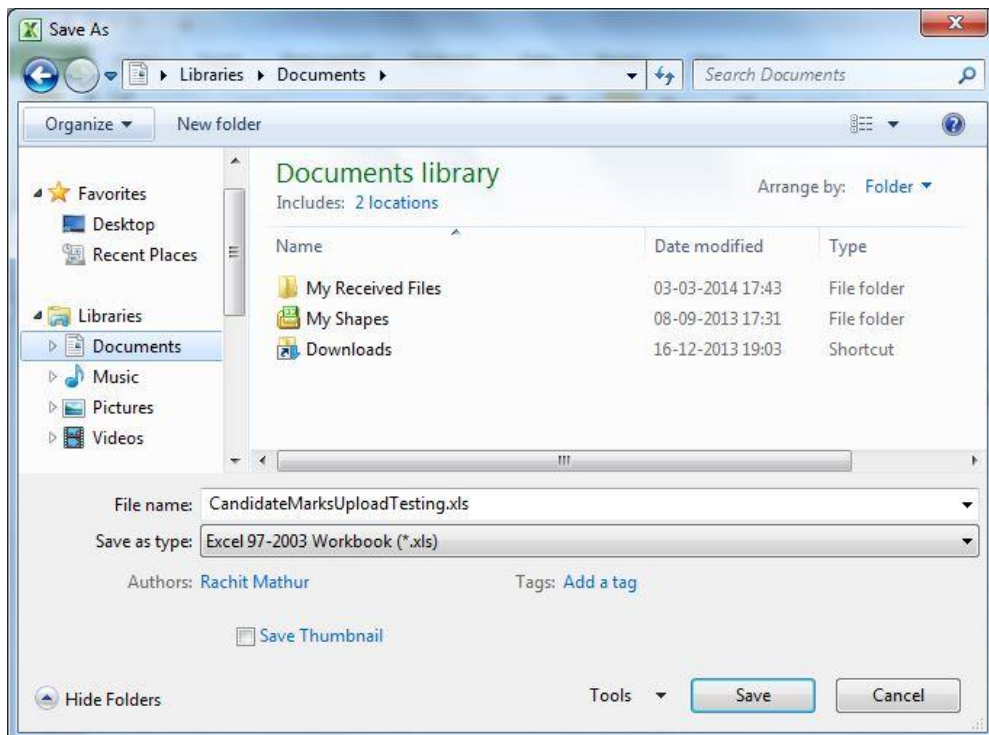 Save As
Libraries Documents
Search Documents
Organize New folder
Favorites
Desktop
Recent Places
Libraries
Documents
Music
Pictures
Videos
Documents library
Includes: 2 locations
Arrange by: Folder
Name Date modified Type
My Received Files 03-03-2014 17:43 File folder
My Shapes 08-09-2013 17:31 File folder
Downloads 16-12-2013 19:03 Shortcut
File name: CandidateMarksUploadTesting.xls
Save as type: Excel 97-2003 Workbook (*.xls)
Authors: Rachit Mathur Tags: Add a tag
Save Thumbnail
Hide Folders Tools Save Cancel